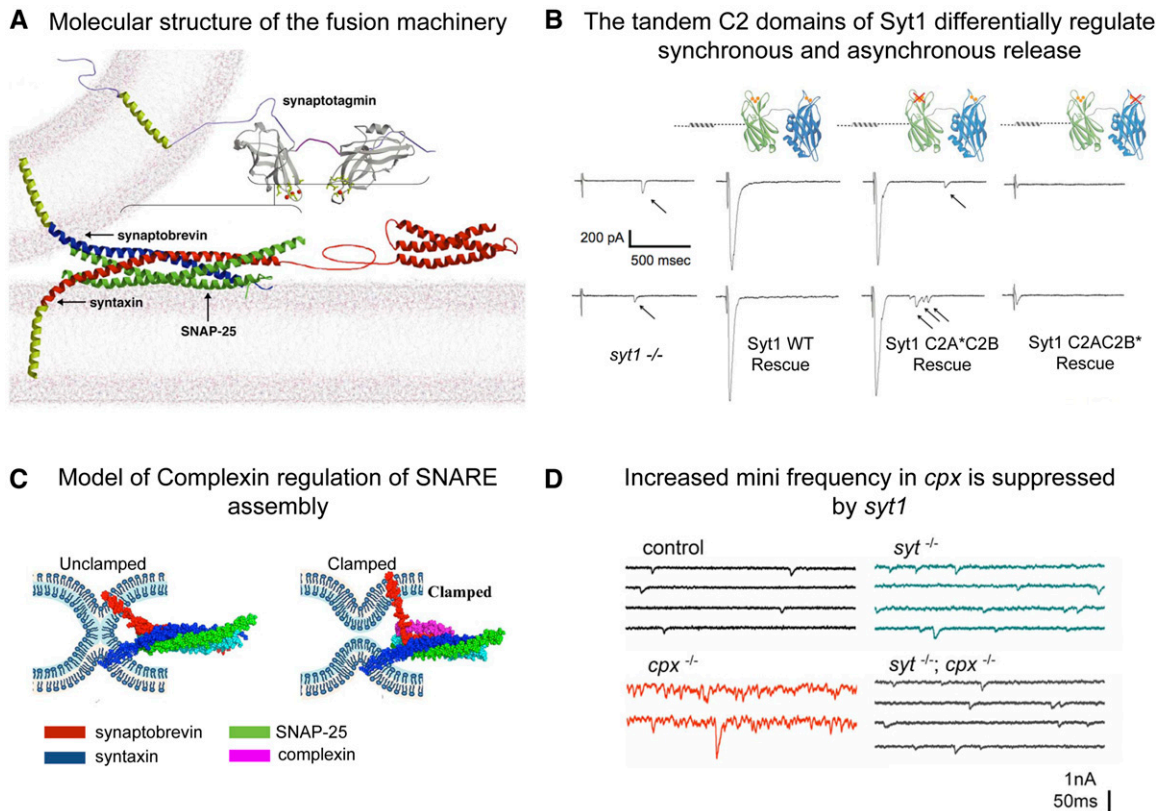 A Molecular structure of the fusion machinery
synaptotagmin
synaptobrevin
syntaxin
SNAP-25
B The tandem C2 domains of Syt1 differentially regulate
synchronous and asynchronous release
200 pA
500 msec
syt1 -/-
Syt1 WT
Rescue
Syt1 C2A*C2B
Rescue
Syt1 C2AC2B*
Rescue
C Model of Complexin regulation of SNARE
assembly
Unclamped
Clamped
Clamped
synaptobrevin
SNAP-25
syntaxin
complexin
D Increased mini frequency in cpx is suppressed
by syt1
control
syt -/-
cpx -/-
syt -/-; cpx -/-
1nA
50ms